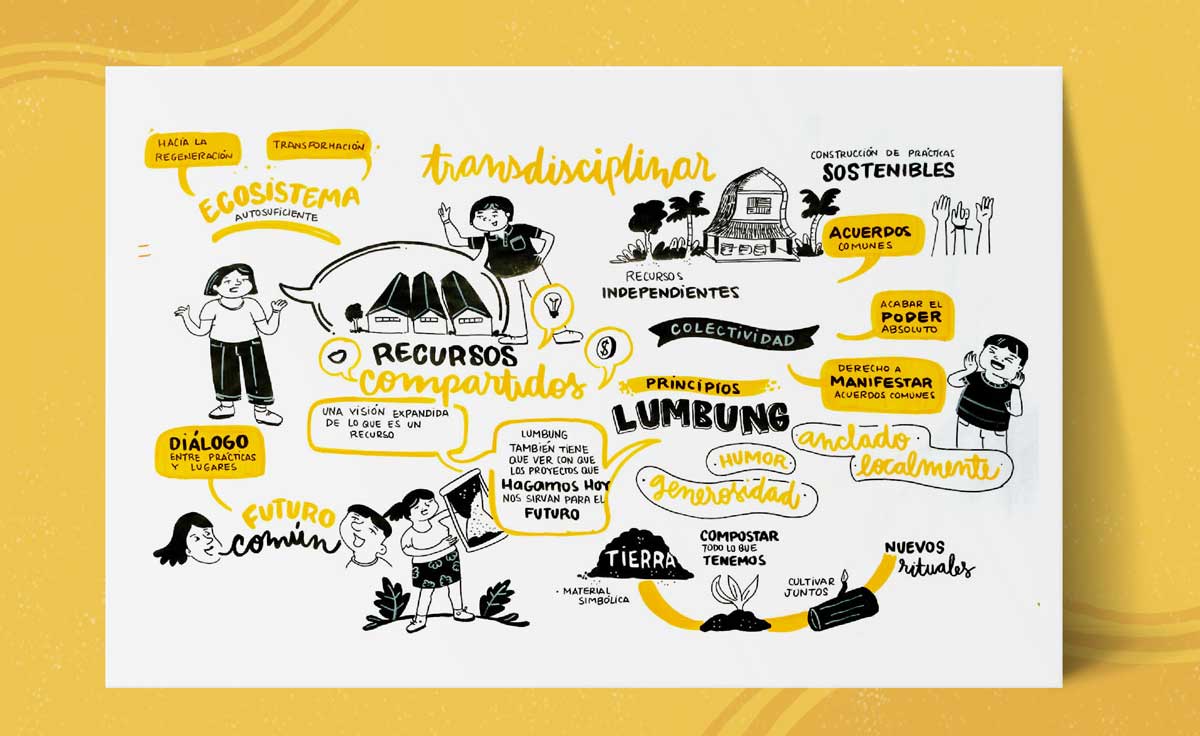 HACIA LA
REGENERACIÓN
TRANSFORMACIÓN
ECOSISTEMA
AUTOSUFICIENTE
transdisciplinar
CONSTRUCCIÓN DE PRÁCTICAS
SOSTENIBLES
ACUERDOS
COMUNES
RECURSOS
INDEPENDIENTES
COLECTIVIDAD
ACABAR EL
PODER
ABSOLUTO
DERECHO A
MANIFESTAR
ACUERDOS COMUNES
$
RECURSOS
compartidos
UNA VISIÓN EXPANDIDA
DE LO QUE ES UN
RECURSO
PRINCIPIOS
LUMBUNG
LUMBUNG
TAMBIÉN TIENE
QUE VER CON QUE
LOS PROYECTOS QUE
HAGAMOS HOY
NOS SIRVAN PARA EL
FUTURO
anclado
localmente
HUMOR
generosidad
DIÁLOGO
ENTRE PRÁCTICAS
Y LUGARES
FUTURO
común
TIERRA
· MATERIAL
SIMBÓLICA
COMPOSTAR
TODO LO QUE
TENEMOS
CULTIVAR
JUNTOS
NUEVOS
rituales